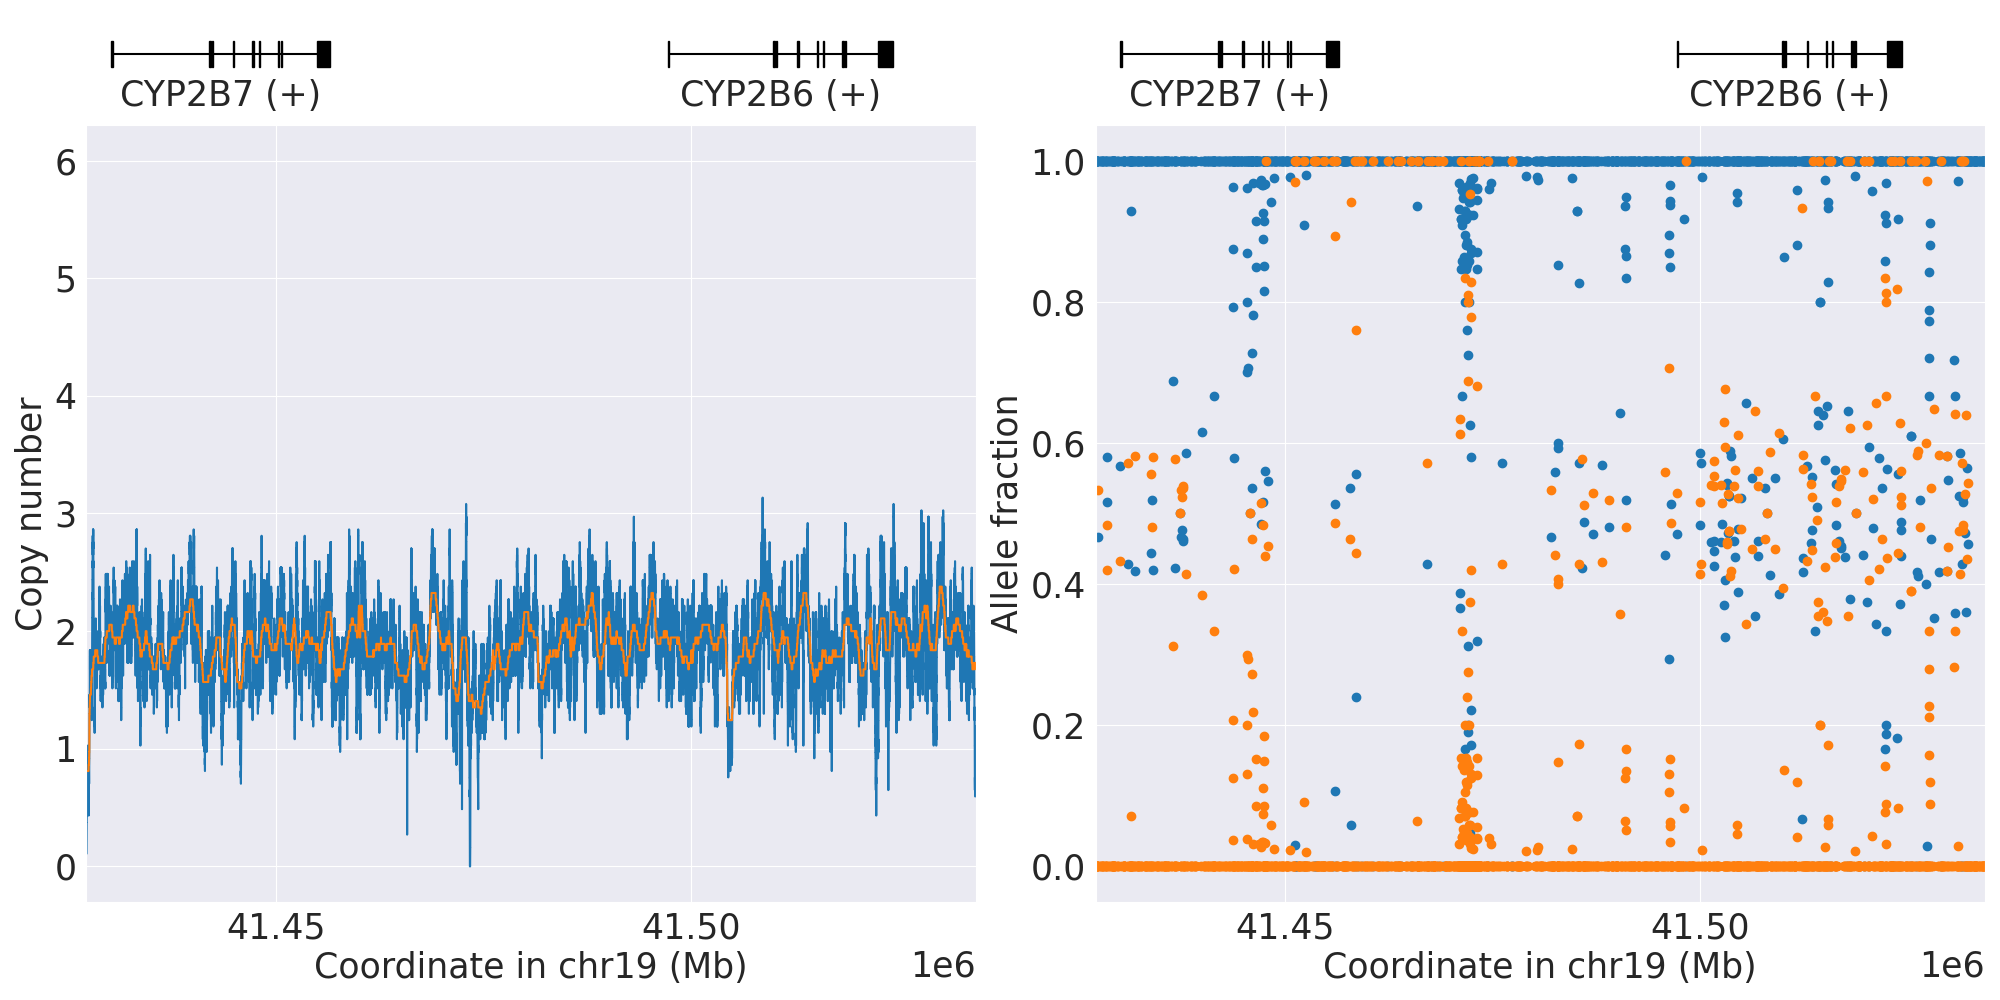 CYP2B7 (+)
CYP2B6 (+)
Copy number
6
5
4
3
2
1
0
41.45
41.50
Coordinate in chr19 (Mb)
1e6
CYP2B7 (+)
CYP2B6 (+)
Allele fraction
1.0
0.8
0.6
0.4
0.2
0.0
41.45
41.50
Coordinate in chr19 (Mb)
1e6